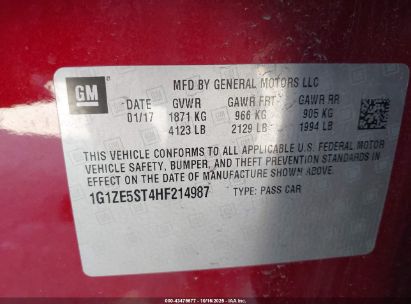 GM
MFD BY GENERAL MOTORS LLC
DATE GVWR GAWR FRT GAWR RR
01/17 1871 KG 966 KG 905 KG
4123 LB 2129 LB 1994 LB
THIS VEHICLE CONFORMS TO ALL APPLICABLE U.S. FEDERAL MOTOR
VEHICLE SAFETY, BUMPER, AND THEFT PREVENTION STANDARDS IN
EFFECT ON THE DATE OF MANUFACTURE SHOWN ABOVE.
1G1ZE5ST4HF214987 TYPE: PASS CAR